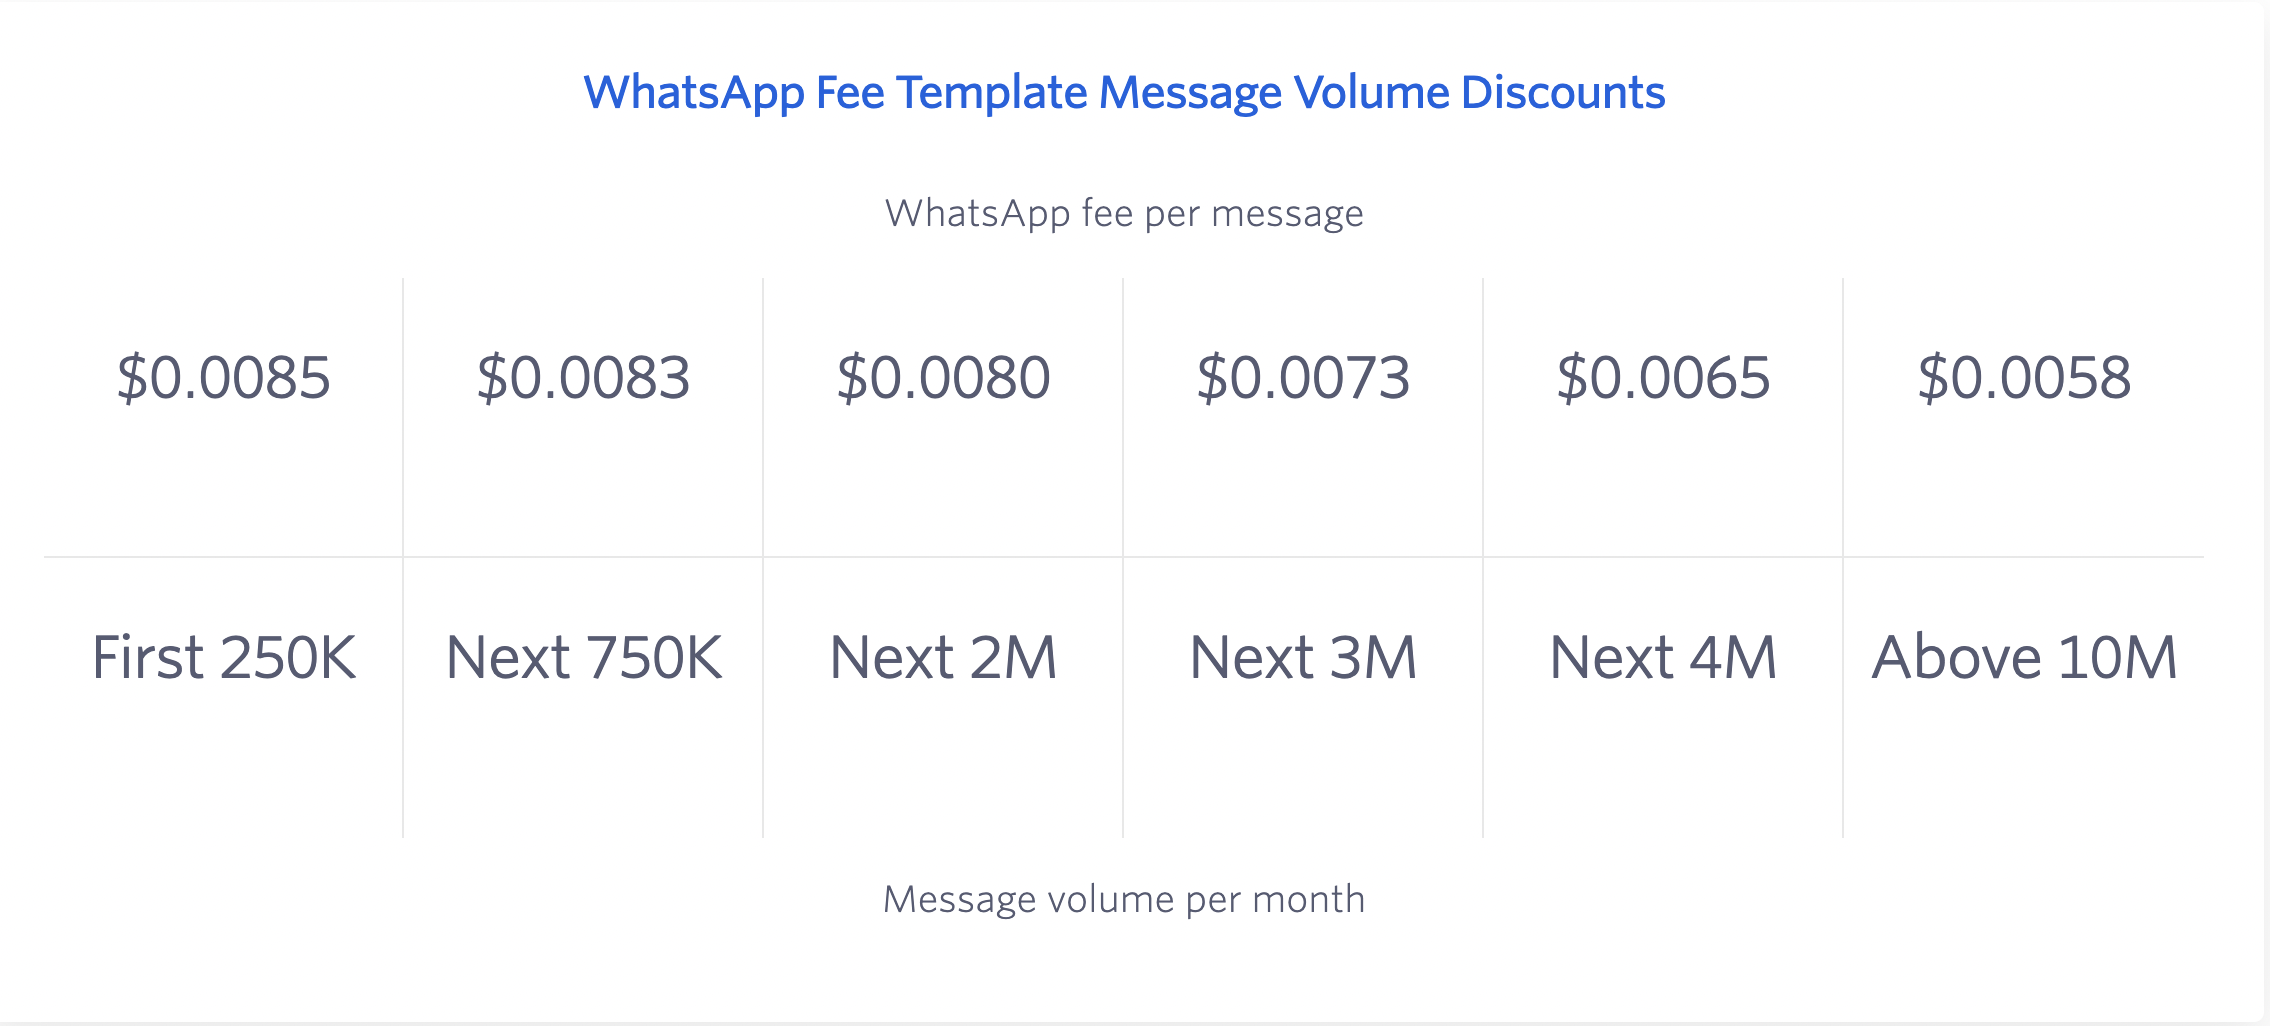 WhatsApp Fee Template Message Volume Discounts
WhatsApp fee per message
$0.0085 $0.0083 $0.0080 $0.0073 $0.0065 $0.0058
First 250K Next 750K Next 2M Next 3M Next 4M Above 10M
Message volume per month